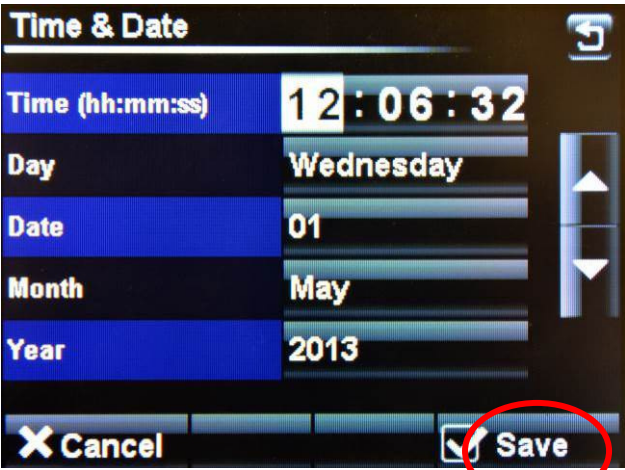 Time & Date
Time (hh:mm:ss) 12:06:32
Day Wednesday
Date 01
Month May
Year 2013
Cancel Save